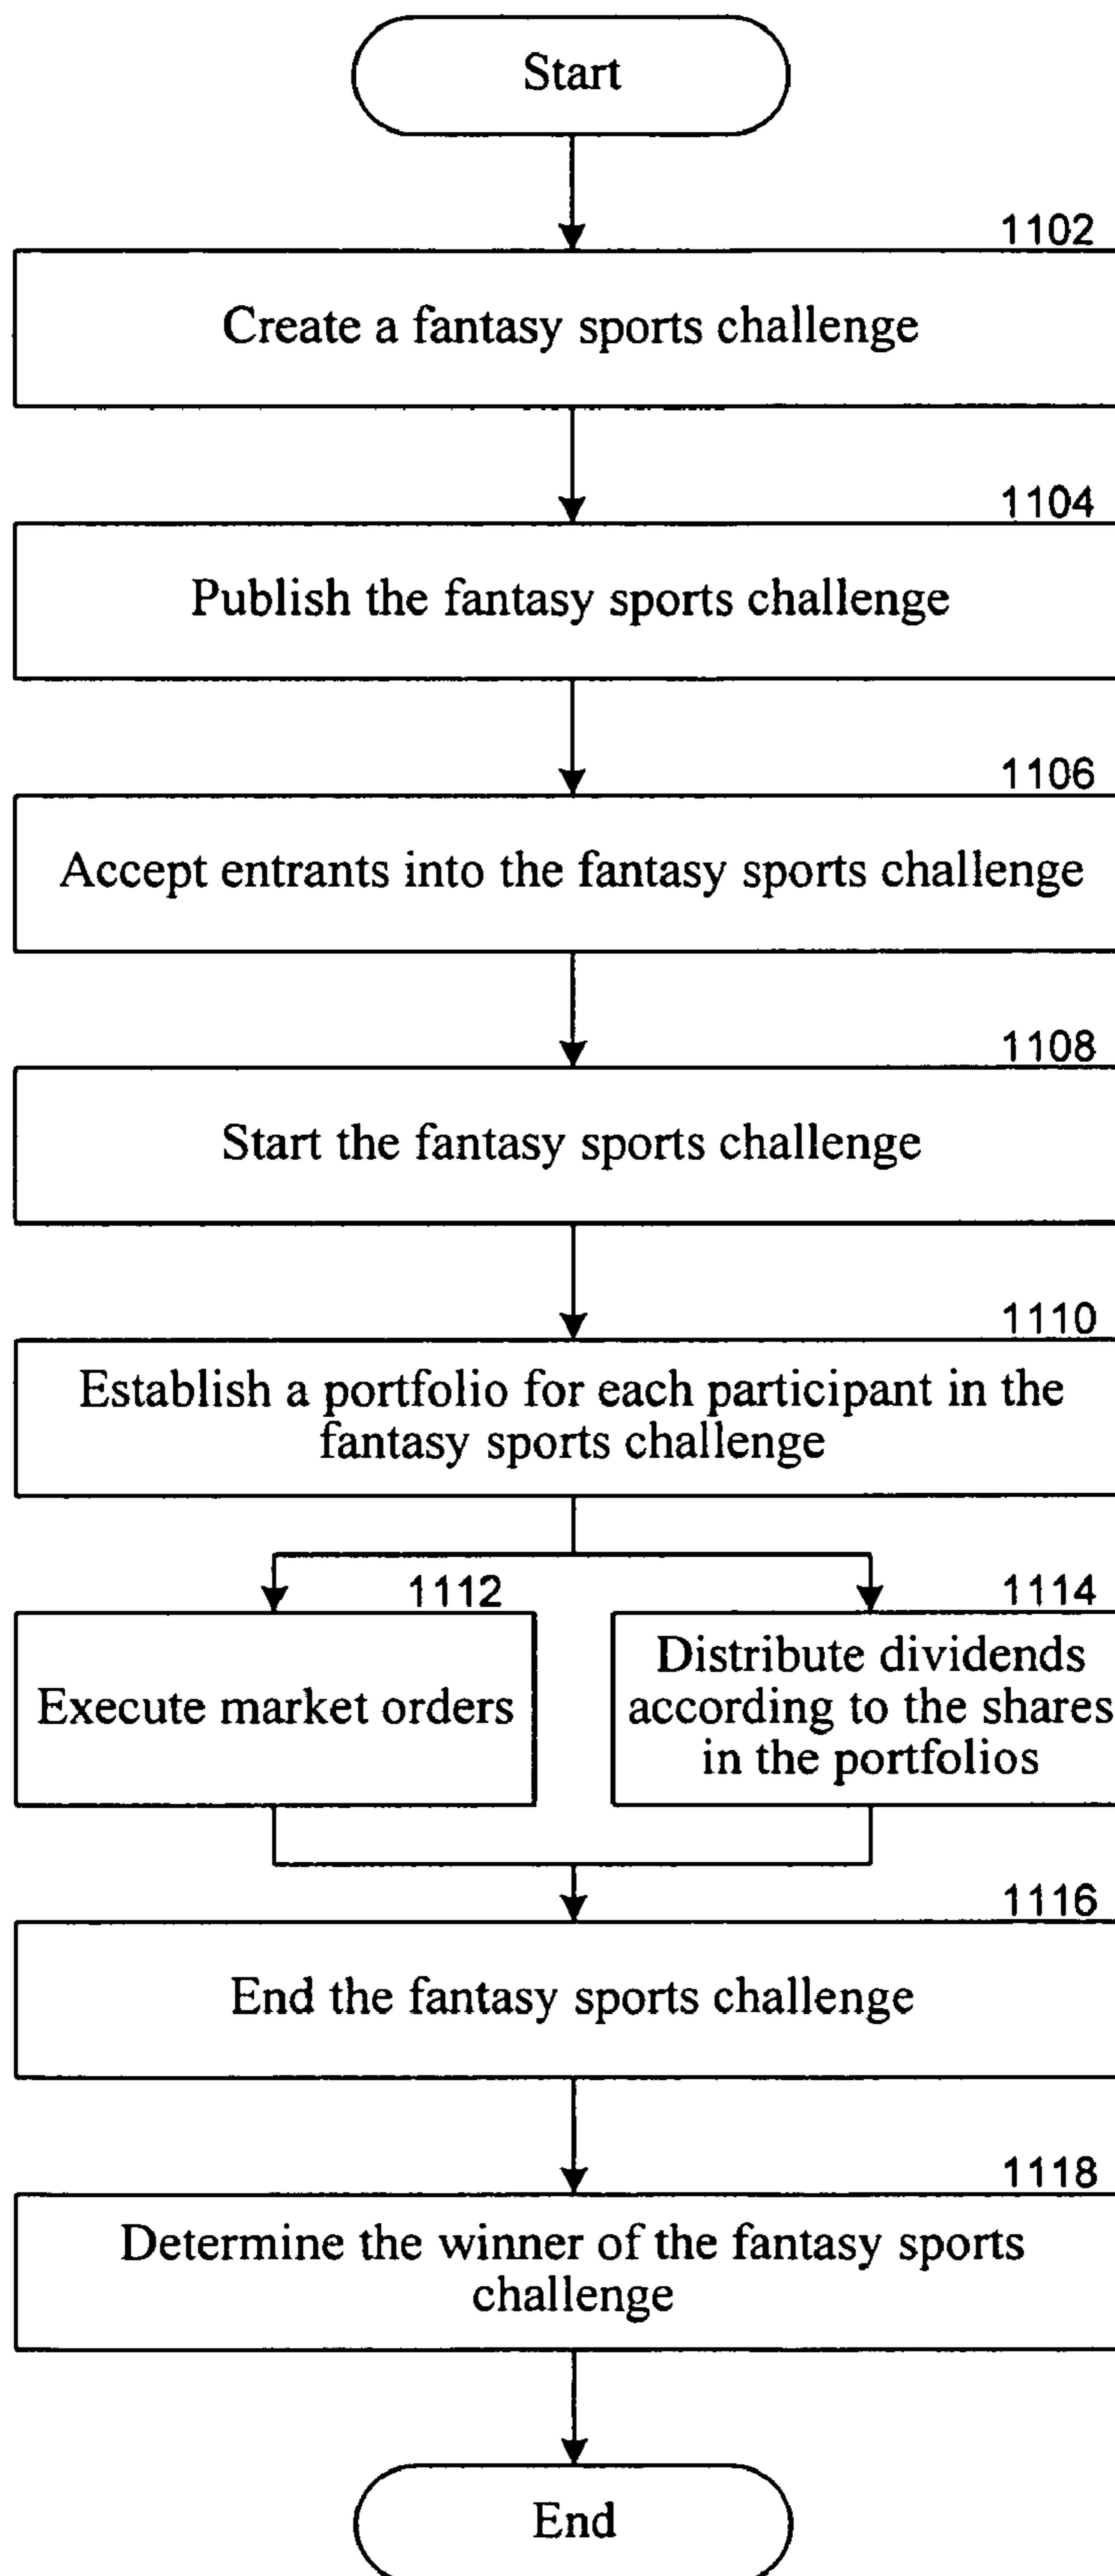 Start
1102
Create a fantasy sports challenge
1104
Publish the fantasy sports challenge
1106
Accept entrants into the fantasy sports challenge
1108
Start the fantasy sports challenge
1110
Establish a portfolio for each participant in the
fantasy sports challenge
1112
Execute market orders
1114
Distribute dividends
according to the shares
in the portfolios
1116
End the fantasy sports challenge
1118
Determine the winner of the fantasy sports
challenge
End